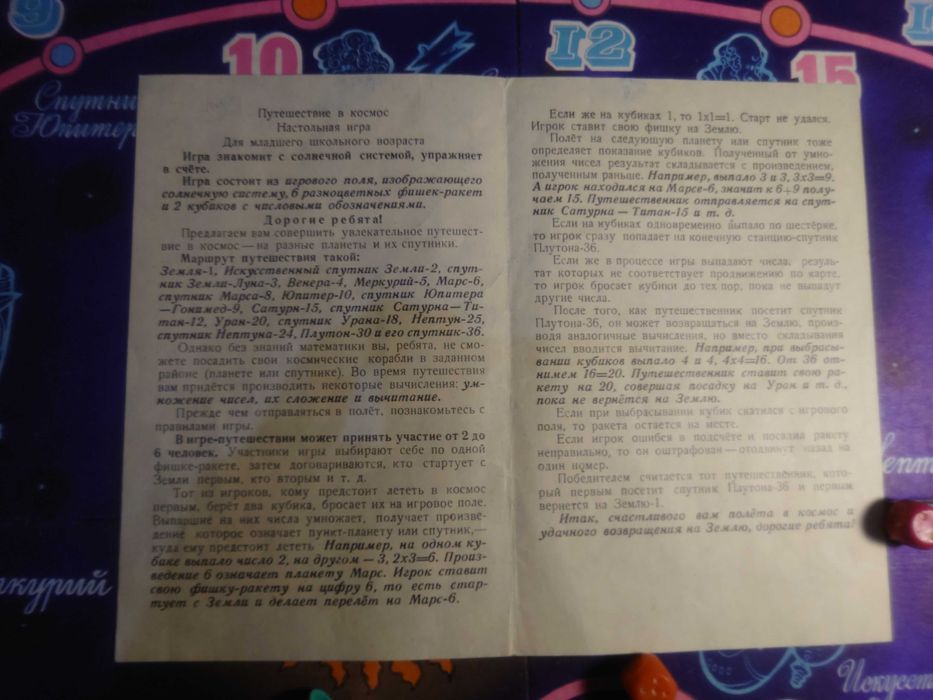 9
10
12
15
Спутни
Юпитер
Путешествие в космос
Настольная игра
Для младшего школьного возраста
Игра знакомит с солнечной системой, упражняет
в счёте.
Игра состоит из игрового поля, изображающего
солнечную систему, 6 разноцветных фишек-ракет
и 2 кубиков с числовыми обозначениями.
Дорогие ребята!
Предлагаем вам совершить увлекательное путешест-
вие в космос — на разные планеты и их спутники.
Маршрут путешествия такой:
Земля-1, Искусственный спутник Земли-2, спут-
ник Земли-Луна-3, Венера-4, Меркурий-5, Марс-6,
спутник Марса-8, Юпитер-10, спутник Юпитера
—Гонимед-9, Сатурн-15, спутник Сатурна—Ти-
тан-12, Уран-20, спутник Урана-18, Нептун-25,
спутник Нептуна-24, Плутон-30 и его спутник-36.
Однако без знаний математики вы, ребята, не смо-
жете посадить свои космические корабли в заданном
районе (планете или спутнике). Во время путешествия
вам придётся производить некоторые вычисления: ум-
ножение чисел, их сложение и вычитание.
Прежде чем отправляться в полёт, познакомьтесь с
правилами игры.
В игре-путешествии может принять участие от 2 до
6 человек. Участники игры выбирают себе по одной
фишке-ракете, затем договариваются, кто стартует с
Земли первым, кто вторым и т. д.
Тот из игроков, кому предстоит лететь в космос
первым, берёт два кубика, бросает их на игровое поле.
Выпавшие на них числа умножает, получает произве-
дение которое означает пункт-планету или спутник,—
куда ему предстоит лететь Например, на одном ку-
бике выпало число 2, на другом — 3, 2х3=6. Произ-
ведение 6 означает планету Марс. Игрок ставит
свою фишку-ракету на цифру 6, то есть стар-
тует с Земли и делает перелёт на Марс-6.
Если же на кубиках 1, то 1х1=1. Старт не удался.
Игрок ставит свою фишку на Землю.
Полёт на следующую планету или спутник тоже
определяет показание кубиков. Полученный от умно-
жения чисел результат складывается с произведением,
полученным раньше. Например, выпало 3 и 3, 3х3=9.
А игрок находился на Марсе-6, значит к 6+9 полу-
чаем 15. Путешественник отправляется на спут-
ник Сатурна — Титан-15 и т. д.
Если на кубиках одновременно выпало по шестёрке,
то игрок сразу попадает на конечную станцию-спутник
Плутона-36.
Если же в процессе игры выпадают числа, резуль-
тат которых не соответствует продвижению по карте,
то игрок бросает кубики до тех пор, пока не выпадут
другие числа.
После того, как путешественник посетит спутник
Плутона-36, он может возвращаться на Землю, произ-
водя аналогичные вычисления, но вместо складывания
чисел вводится вычитание. Например, при выбрасы-
вании кубиков выпало 4 и 4, 4х4=16. От 36 от-
нимем 16=20. Путешественник ставит свою ра-
кету на 20, совершая посадку на Уран и т. д.,
пока не вернётся на Землю.
Если при выбрасывании кубик скатился с игрового
поля, то ракета остается на месте.
Если игрок ошибся в подсчёте и посадил ракету
неправильно, то он оштрафован — отодвинут назад на
один номер.
Победителем считается тот путешественник, кото-
рый первым посетит спутник Плутона-36 и первым
вернется на Землю-1.
Итак, счастливого вам полёта в космос и
удачного возвращения на Землю, дорогие ребята!
ркурий
епт
Искусст